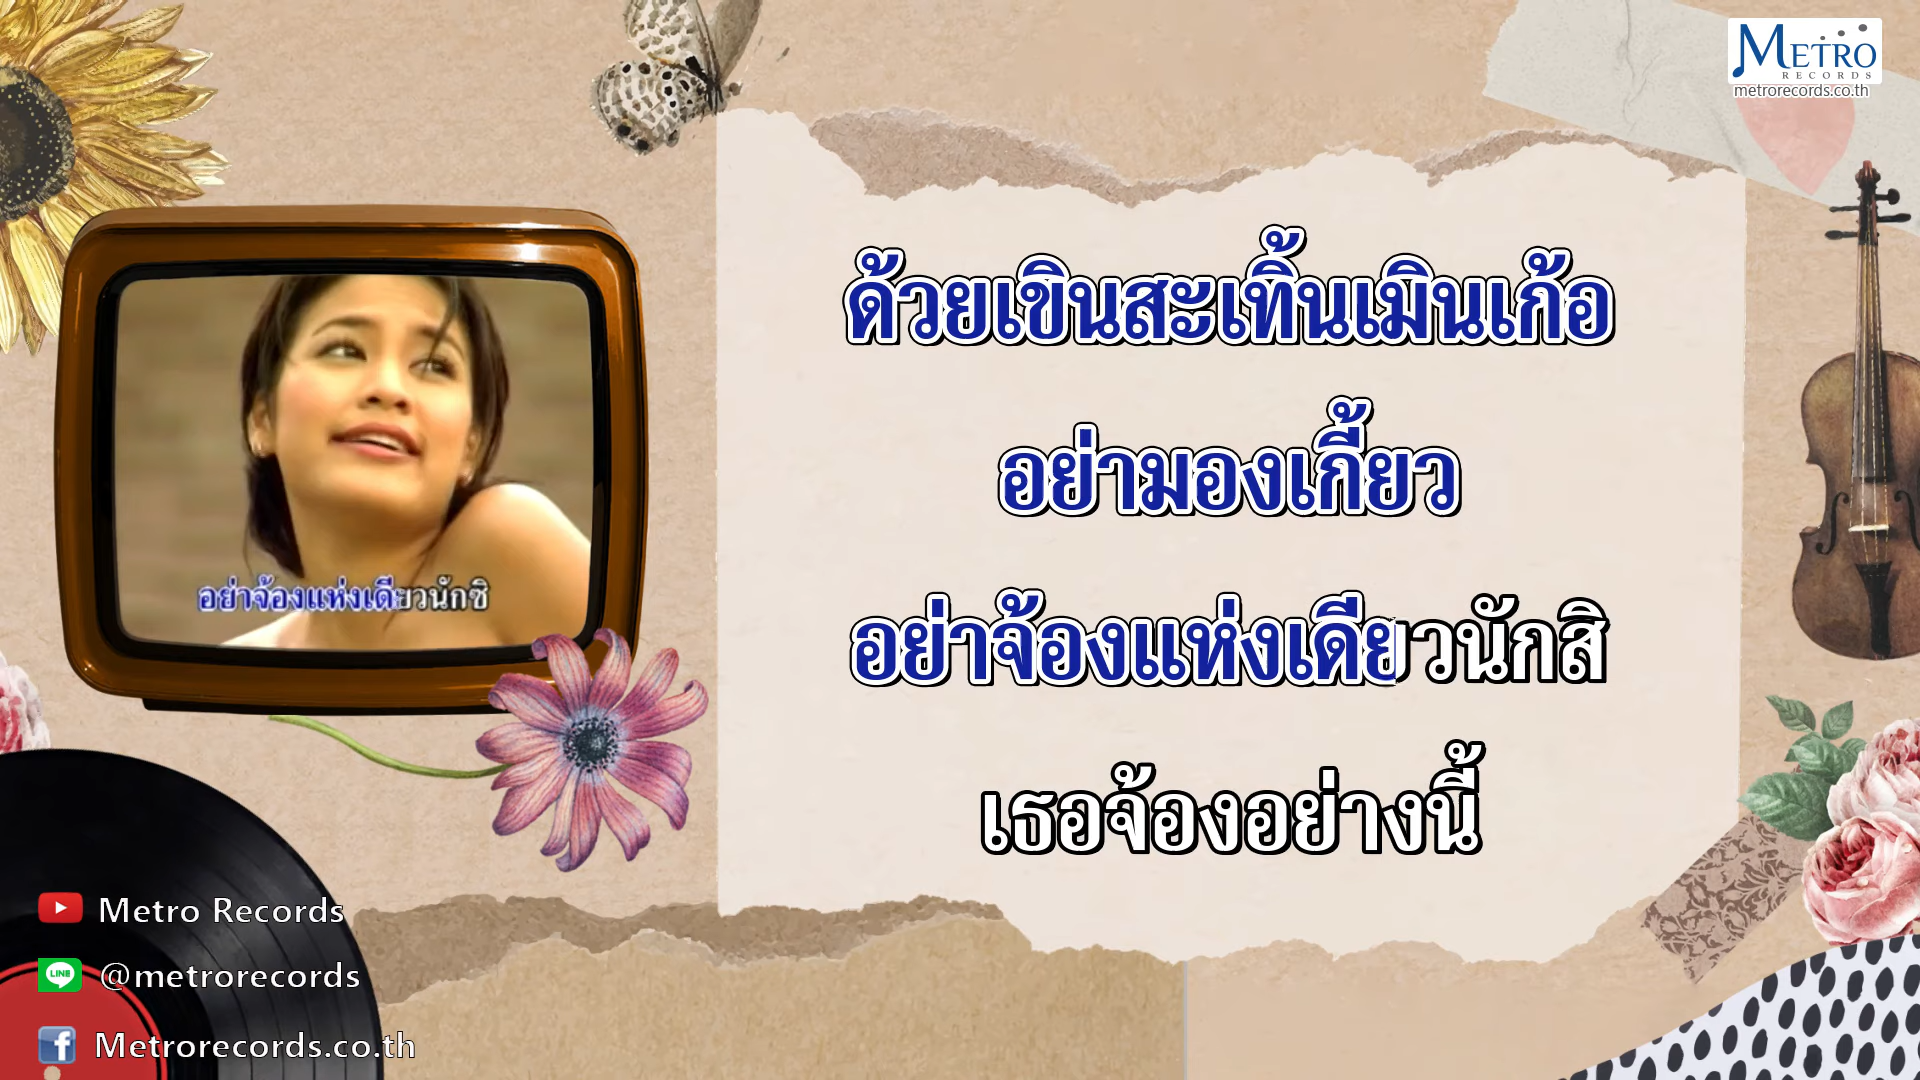 METRO
RECORDS
metrorecords.co.th
ด้วยเขินสะเทิ้นเมินเก้อ
อย่ามองเกี้ยว
อย่าจ้องแห่งเดียวนักสิ
เธอจ้องอย่างนี้
อย่าจ้องแห่งเดียวนักซิ
Metro Records
LINE
@metrorecords
Metrorecords.co.th